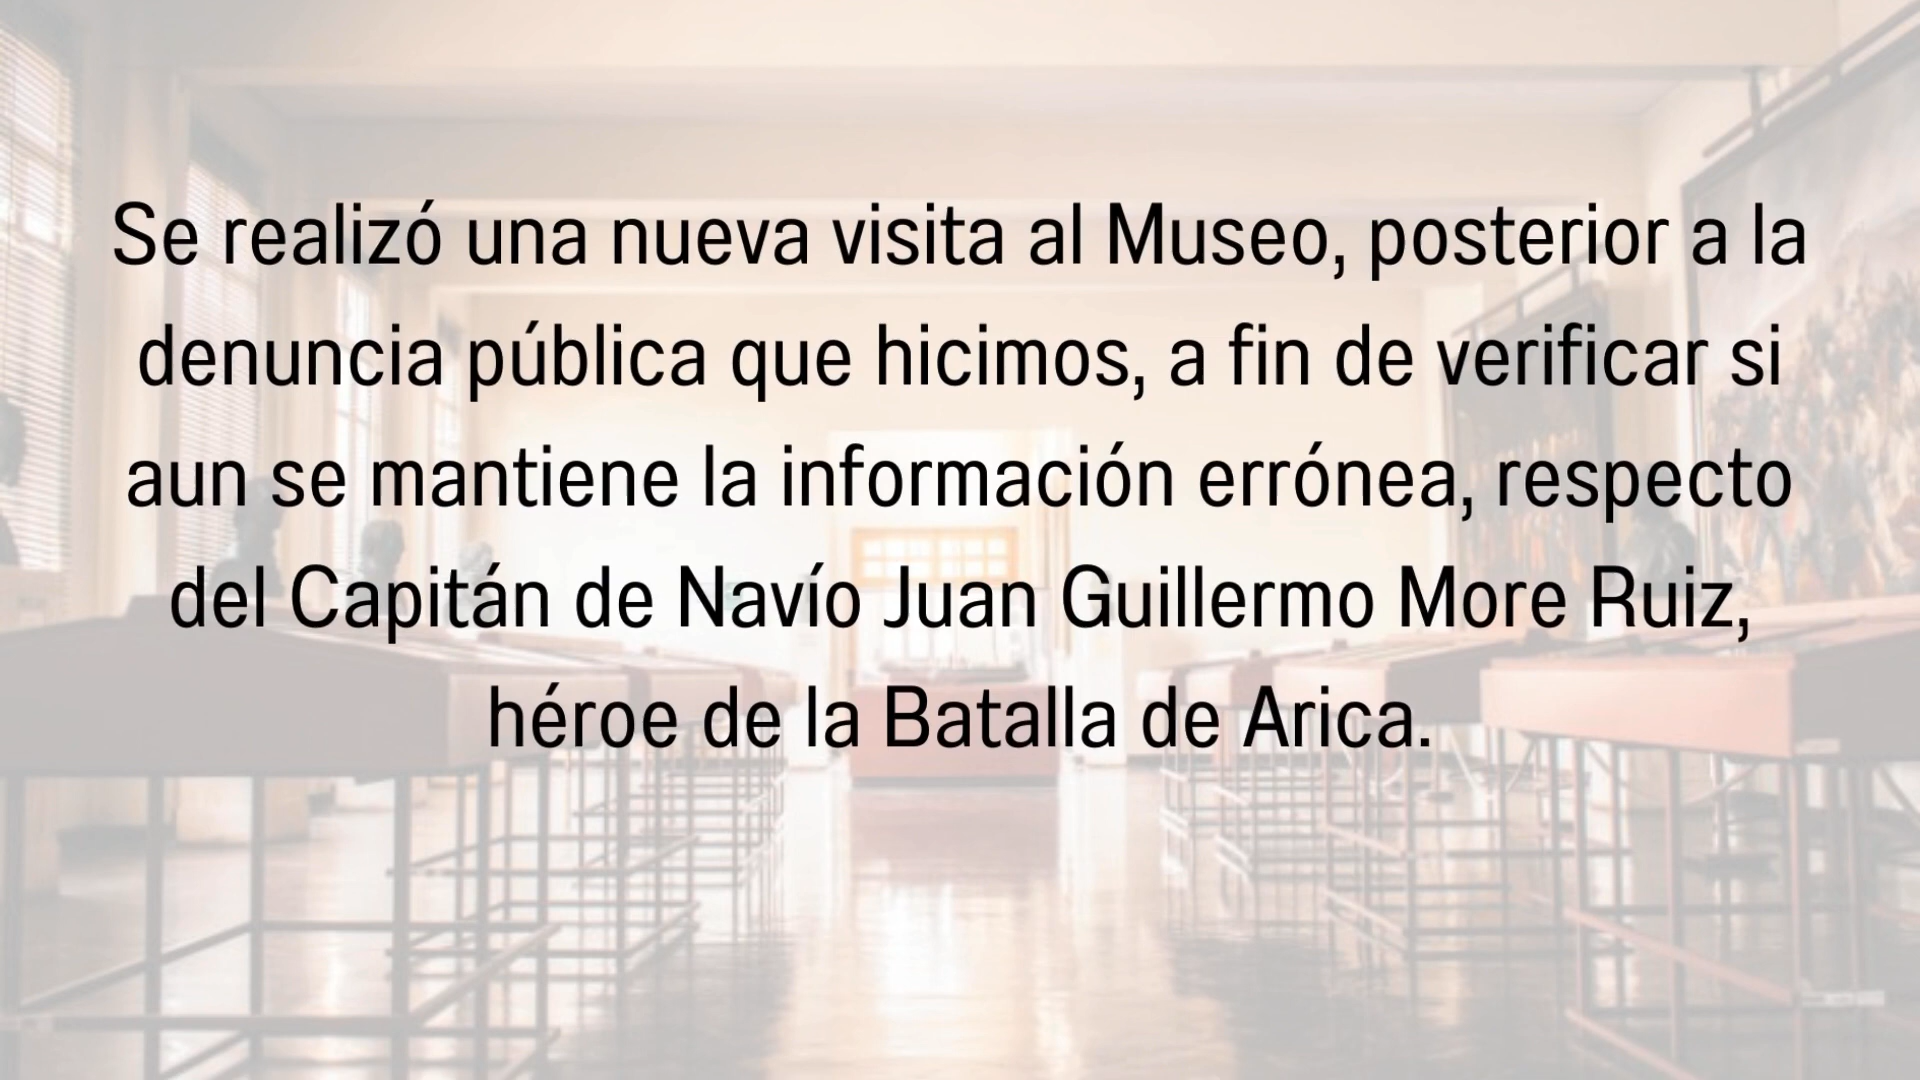 Se realizó una nueva visita al Museo, posterior a la
denuncia pública que hicimos, a fin de verificar si
aun se mantiene la información errónea, respecto
del Capitán de Navío Juan Guillermo More Ruiz,
héroe de la Batalla de Arica.